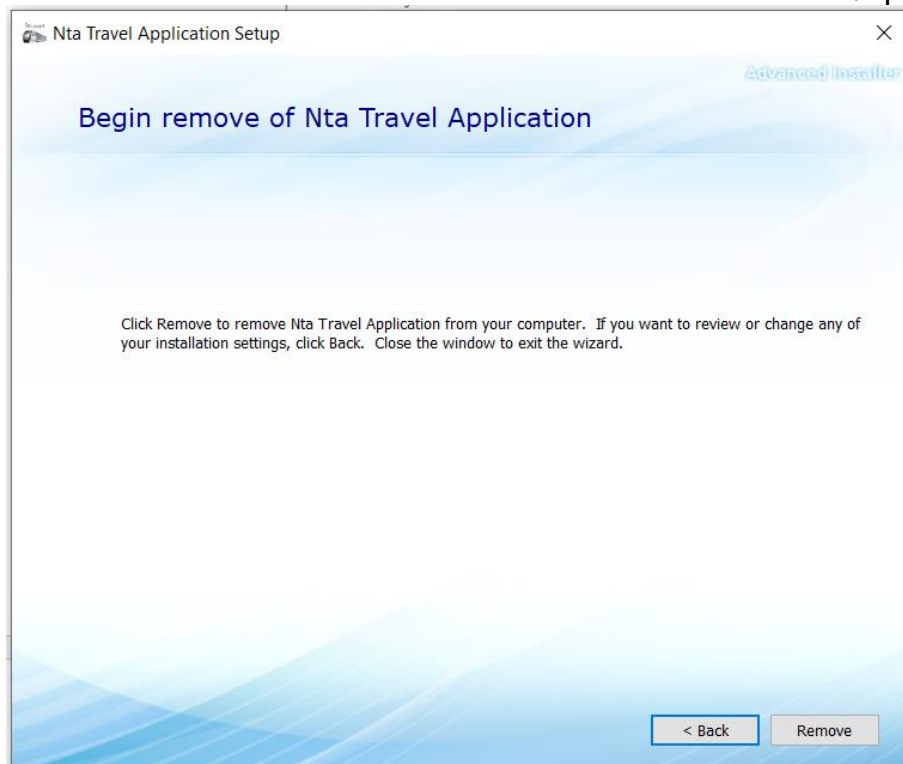 Nta Travel Application Setup
Advanced Installer
Begin remove of Nta Travel Application
Click Remove to remove Nta Travel Application from your computer. If you want to review or change any of
your installation settings, click Back. Close the window to exit the wizard.
< Back Remove